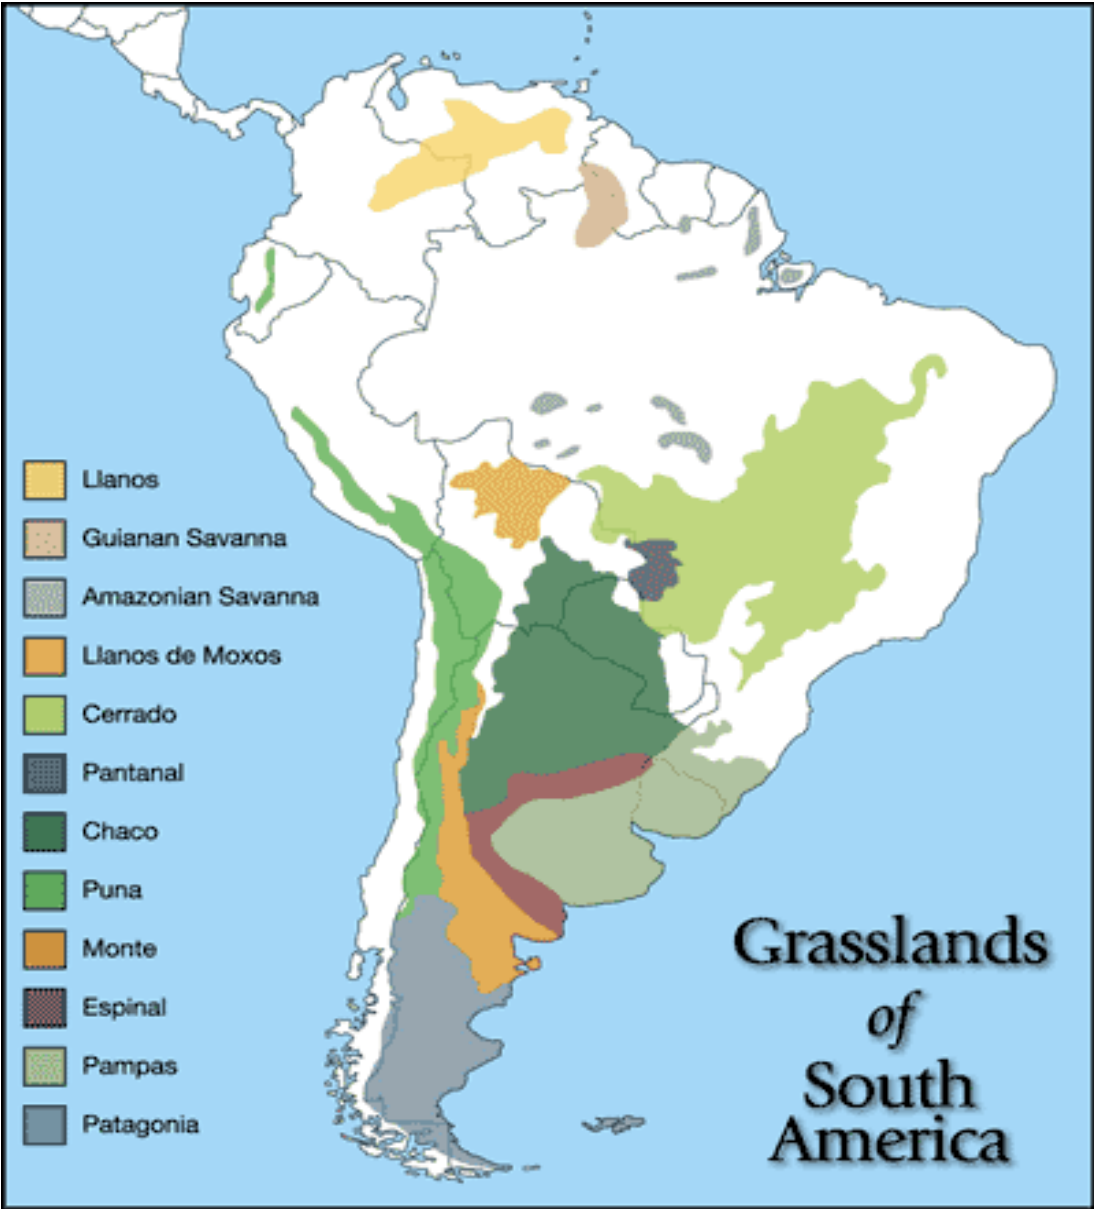 Llanos
Guianan Savanna
Amazonian Savanna
Llanos de Moxos
Cerrado
Pantanal
Chaco
Puna
Monte
Espinal
Pampas
Patagonia
Grasslands
of
South
America